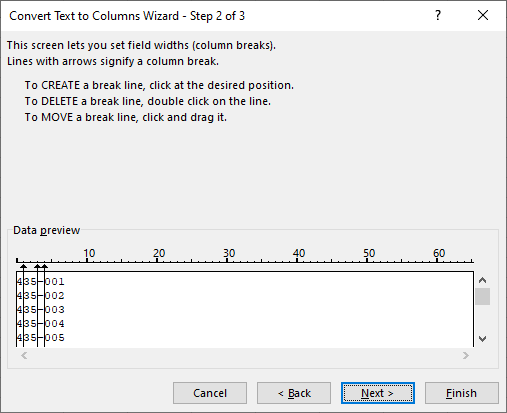 Convert Text to Columns Wizard - Step 2 of 3
?
This screen lets you set field widths (column breaks).
Lines with arrows signify a column break.
To CREATE a break line, click at the desired position.
To DELETE a break line, double click on the line.
To MOVE a break line, click and drag it.
Data preview
10 20 30 40 50 60
435-001
435-002
435-003
435-004
435-005
Cancel < Back Next > Finish